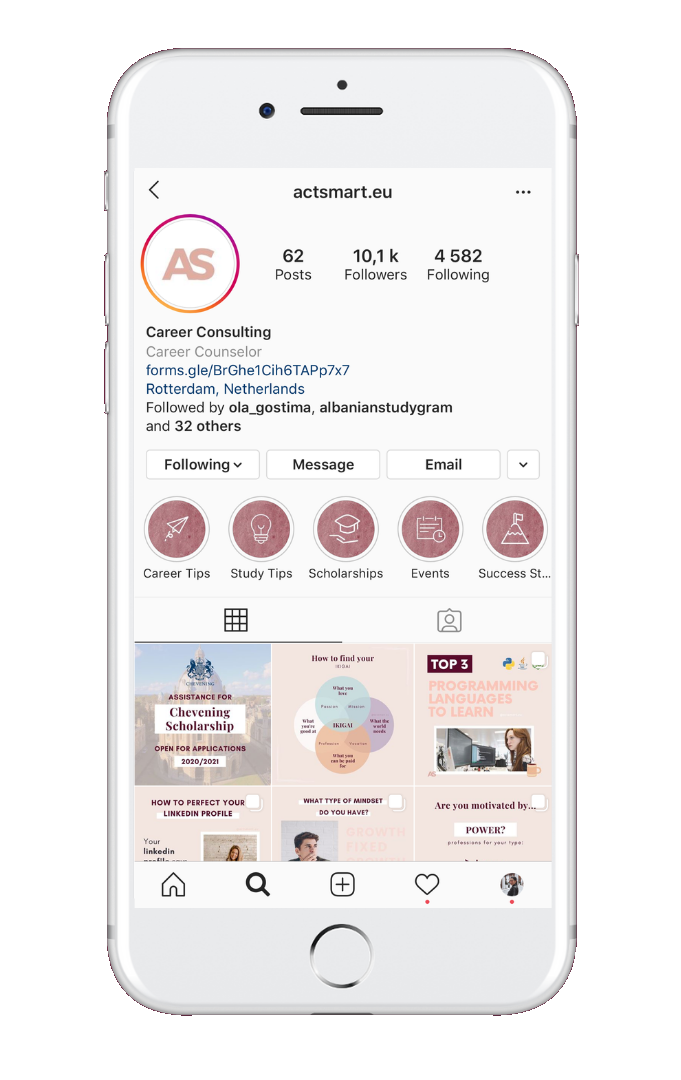 actsmart.eu
AS
62
Posts
10,1 k
Followers
4 582
Following
Career Consulting
Career Counselor
forms.gle/BrGhe1Cih6TAPp7x7
Rotterdam, Netherlands
Followed by ola_gostima, albanianstudygram
and 32 others
Following
Message
Email
Career Tips
Study Tips
Scholarships
Events
Success St...
CHEVENING
ASSISTANCE FOR
Chevening
Scholarship
OPEN FOR APPLICATIONS
2020/2021
How to find your
IKIGAI
What you
love
Passion
Mission
What you're
good at
IKIGAI
What the
world
needs
Profession
Vocation
What you
can be paid
for
TOP 3
PROGRAMMING
LANGUAGES
TO LEARN
AS
HOW TO PERFECT YOUR
LINKEDIN PROFILE
Your
linkedin
WHAT TYPE OF MINDSET
DO YOU HAVE?
GROWTH
FIXED
Are you motivated by...
POWER?
professions for your type: